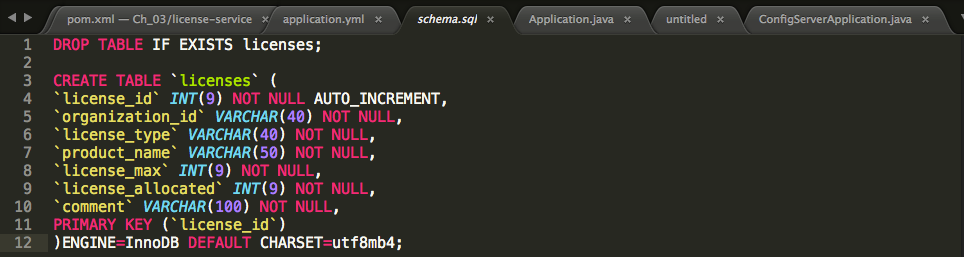 pom.xml — Ch_03/license-service × application.yml × schema.sql × Application.java × untitled × ConfigServerApplication.java ×
1 DROP TABLE IF EXISTS licenses;
2
3 CREATE TABLE `licenses` (
4 `license_id` INT(9) NOT NULL AUTO_INCREMENT,
5 `organization_id` VARCHAR(40) NOT NULL,
6 `license_type` VARCHAR(40) NOT NULL,
7 `product_name` VARCHAR(50) NOT NULL,
8 `license_max` INT(9) NOT NULL,
9 `license_allocated` INT(9) NOT NULL,
10 `comment` VARCHAR(100) NOT NULL,
11 PRIMARY KEY (`license_id`)
12 )ENGINE=InnoDB DEFAULT CHARSET=utf8mb4;